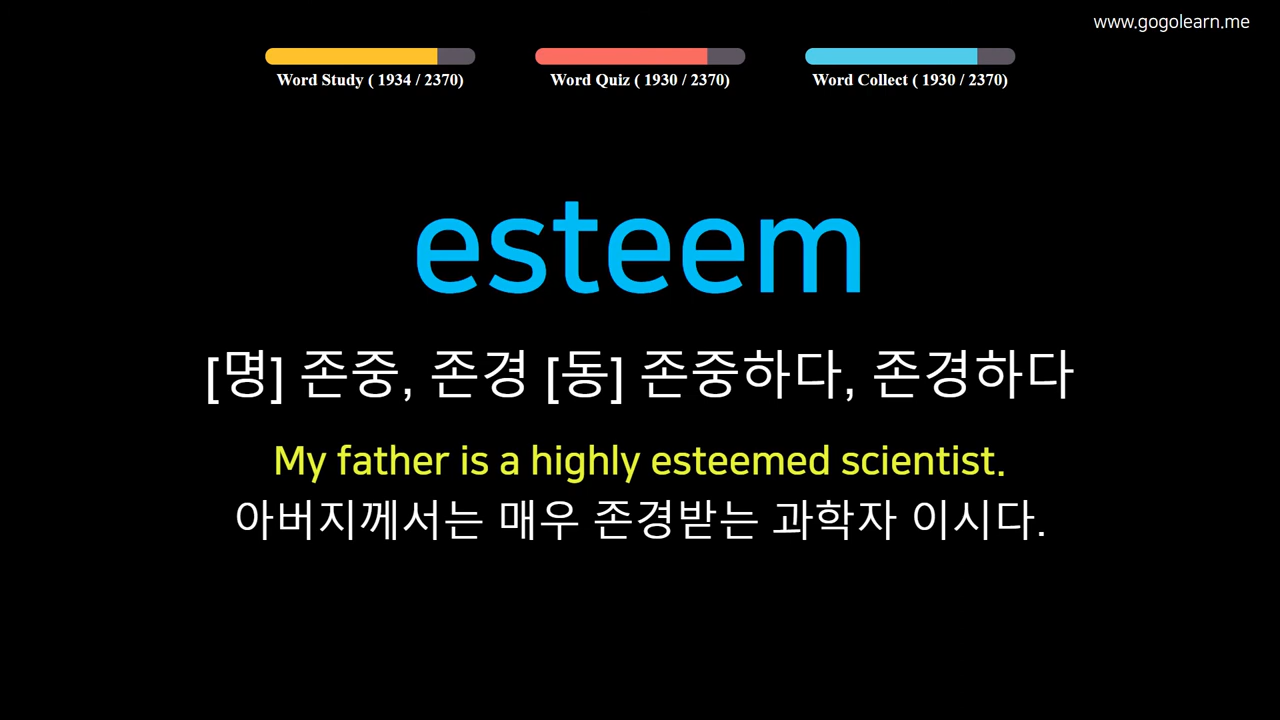 www.gogolearn.me
Word Study ( 1934 / 2370)
Word Quiz ( 1930 / 2370)
Word Collect ( 1930 / 2370)
esteem
[명] 존중, 존경 [동] 존중하다, 존경하다
My father is a highly esteemed scientist.
아버지께서는 매우 존경받는 과학자 이시다.